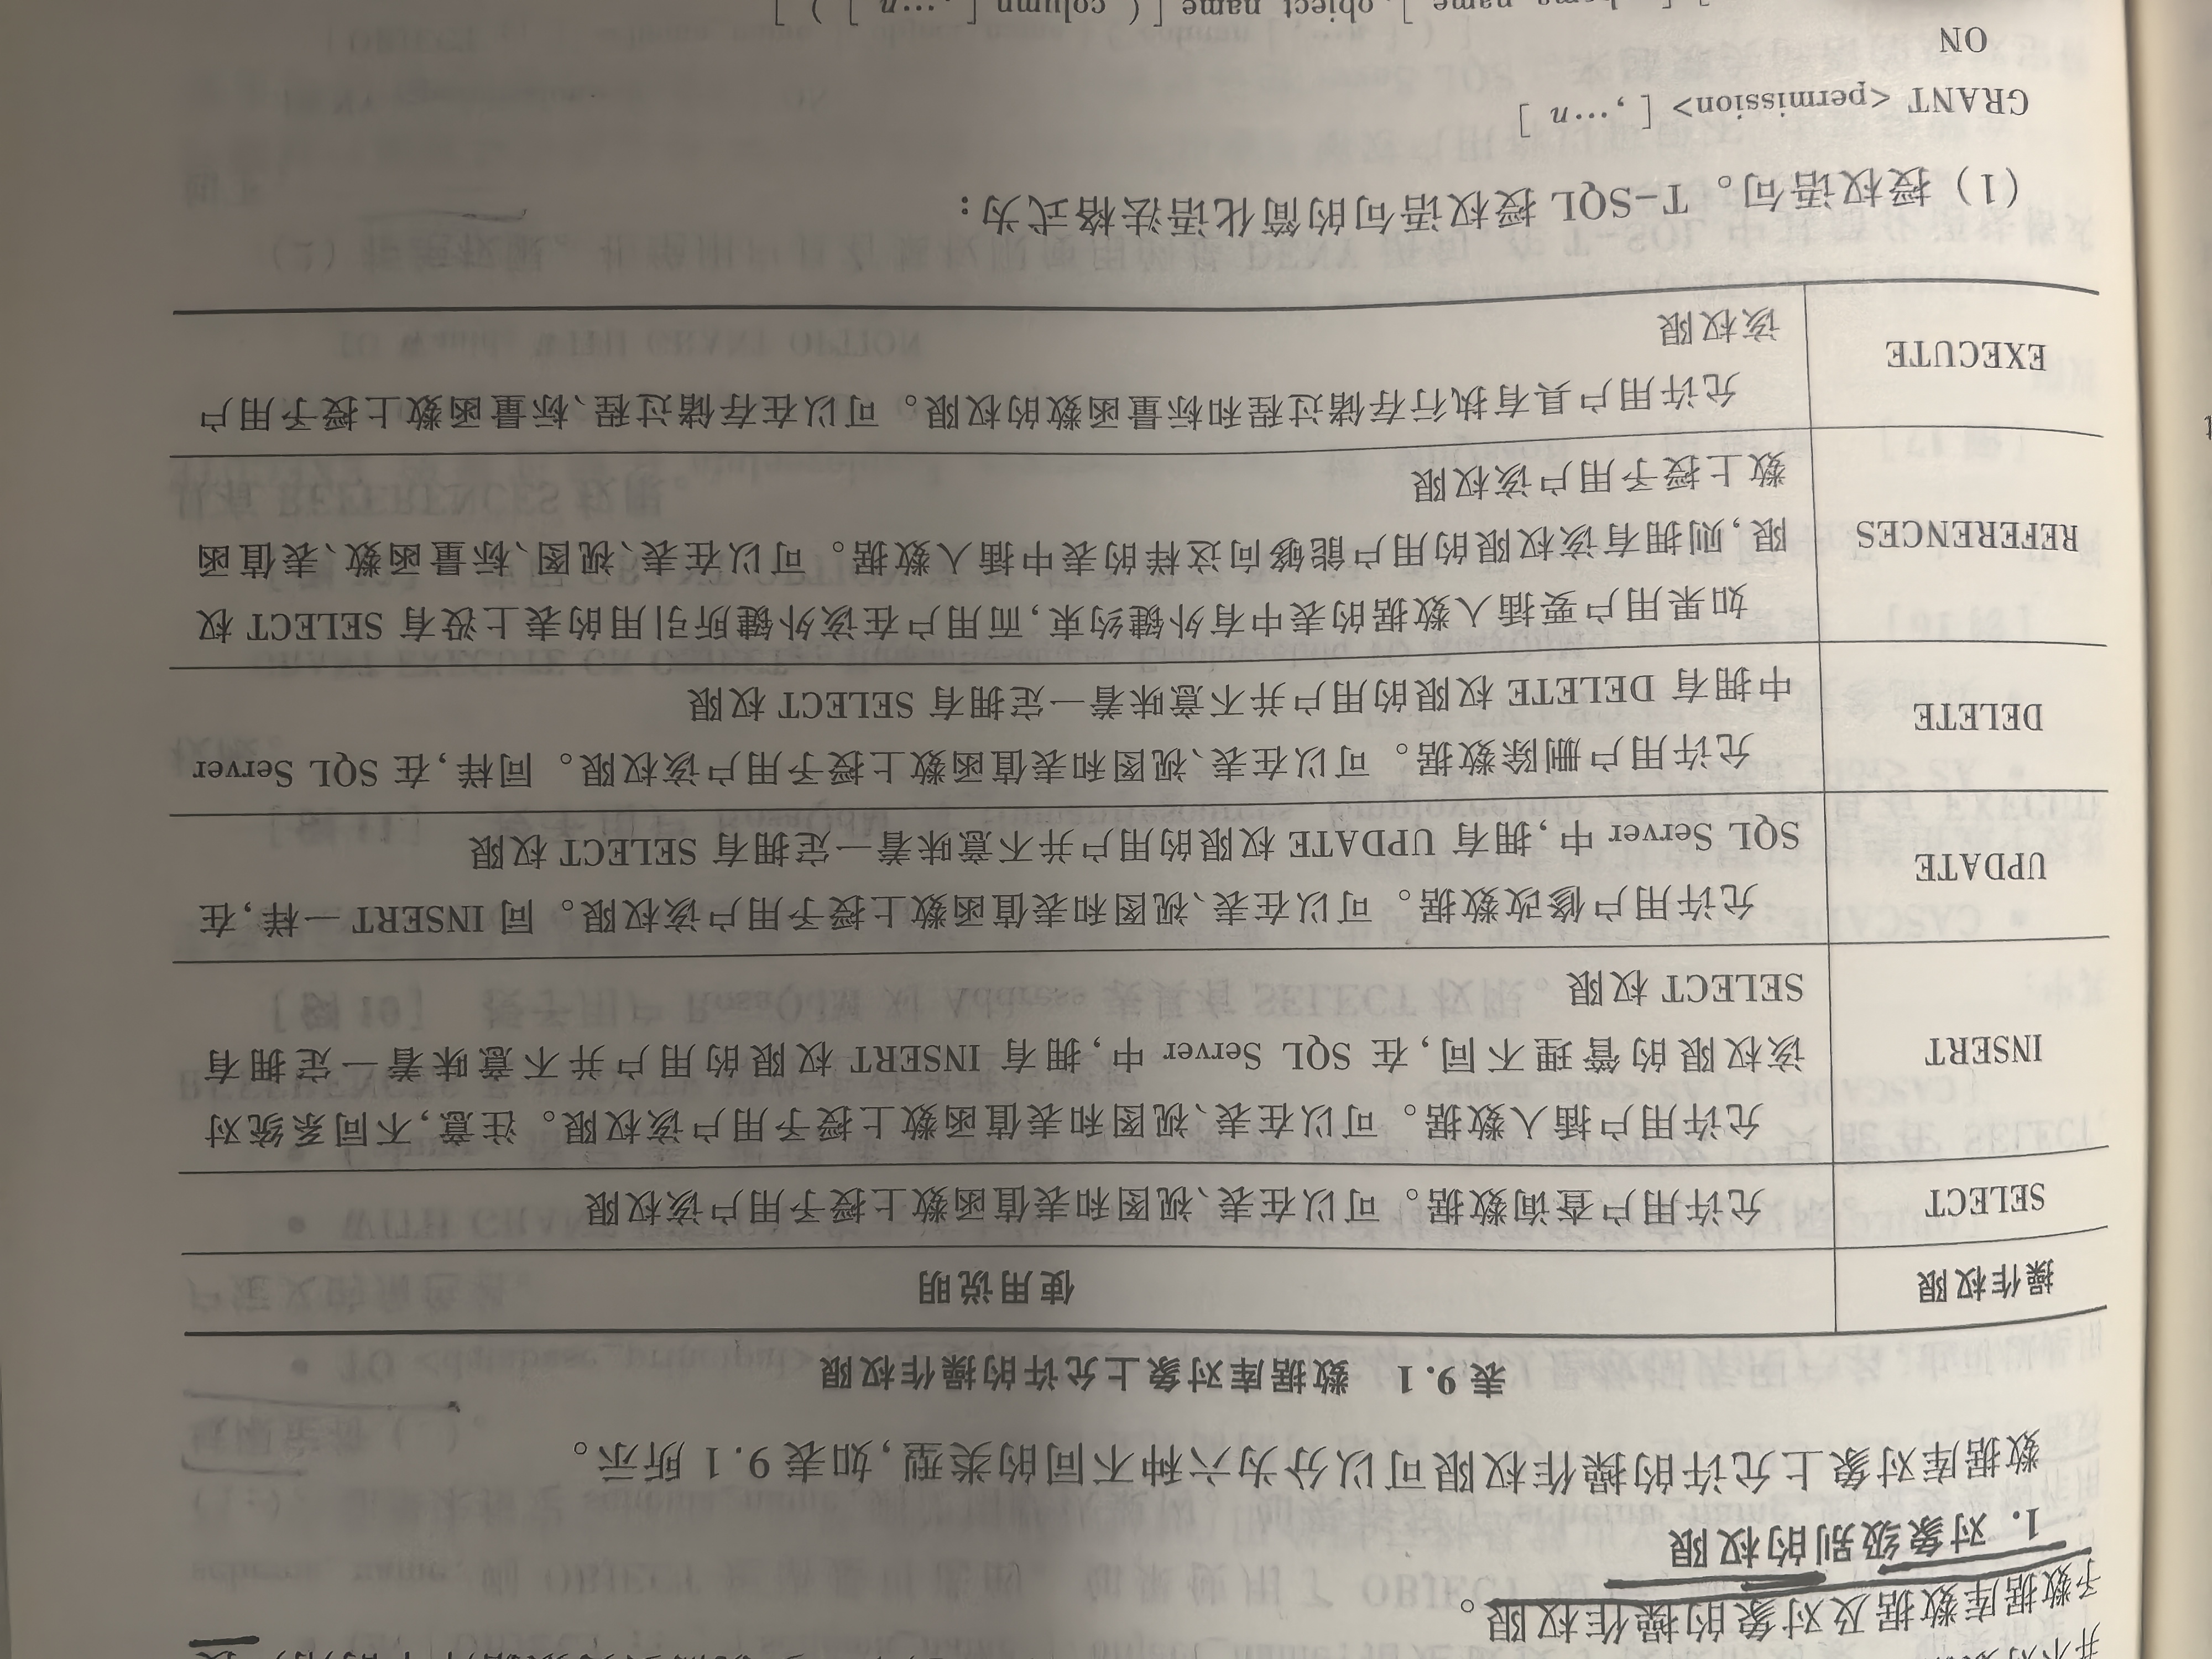 予数据库数据及对象的操作权限。
1. 对象级别的权限
数据库对象上允许的操作权限可以分为六种不同的类型,如表9.1所示。
表9.1 数据库对象上允许的操作权限
操作权限 使用说明
SELECT 允许用户查询数据。可以在表、视图和表值函数上授予用户该权限
允许用户插入数据。可以在表、视图和表值函数上授予用户该权限。注意,不同系统对
INSERT 该权限的管理不同,在 SQL Server 中,拥有 INSERT 权限的用户并不意味着一定拥有
SELECT 权限
允许用户修改数据。可以在表、视图和表值函数上授予用户该权限。同 INSERT 一样,在
UPDATE
SQL Server 中,拥有 UPDATE 权限的用户并不意味着一定拥有 SELECT 权限
允许用户删除数据。可以在表、视图和表值函数上授予用户该权限。同样,在 SQL Server
DELETE
中拥有 DELETE 权限的用户并不意味着一定拥有 SELECT 权限
如果用户要插入数据的表中有外键约束,而用户在该外键所引用的表上没有 SELECT 权
REFERENCES 限,则拥有该权限的用户能够向这样的表中插入数据。可以在表、视图、标量函数、表值函
数上授予用户该权限
允许用户具有执行存储过程和标量函数的权限。可以在存储过程、标量函数上授予用户
EXECUTE
该权限
(1) 授权语句。T-SQL 授权语句的简化语法格式为:
GRANT <permission> [ ,…n ]
ON
object_name [ ( column [ ,…n ] ) ]